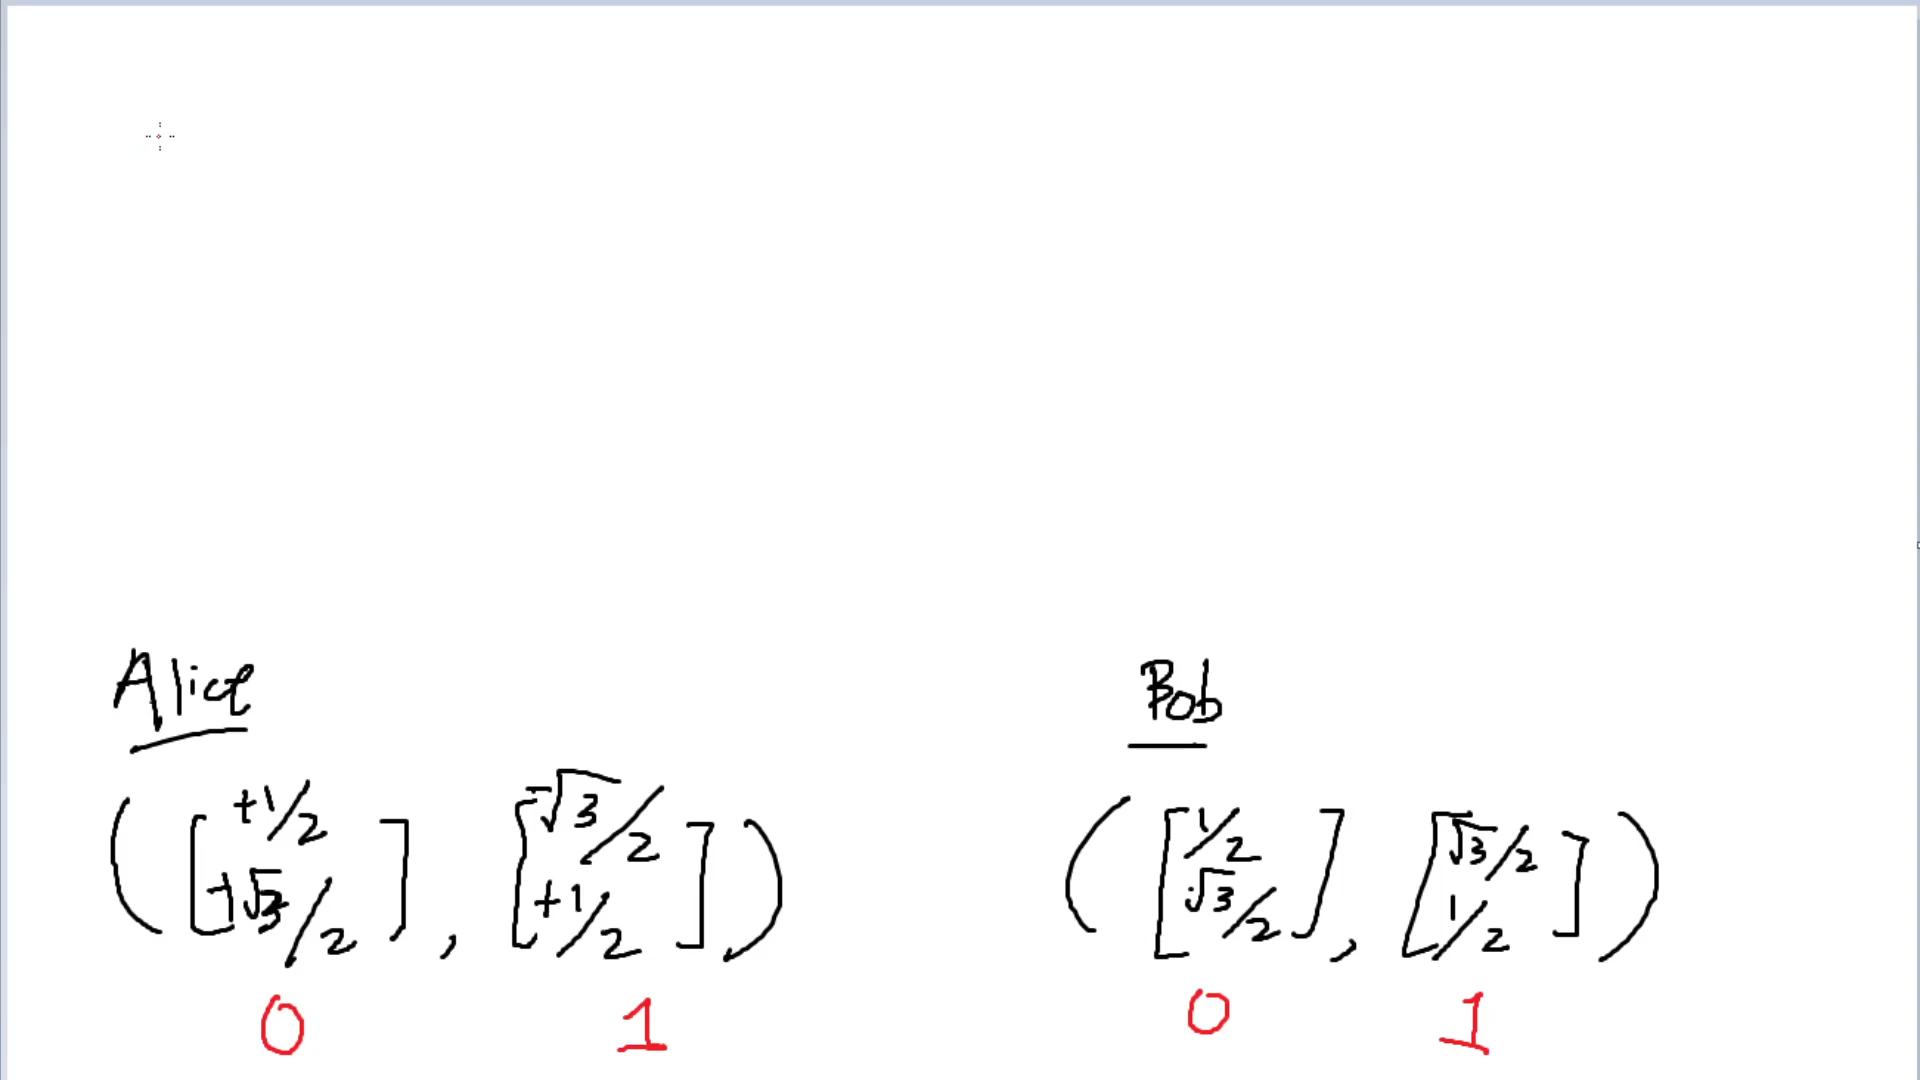 Alice Bob
( [ +1/2 +√3/2 ] , [ -√3/2 +1/2 ] , ) ( [ 1/2 √3/2 ] , [ √3/2 1/2 ] )
0 1 0 1